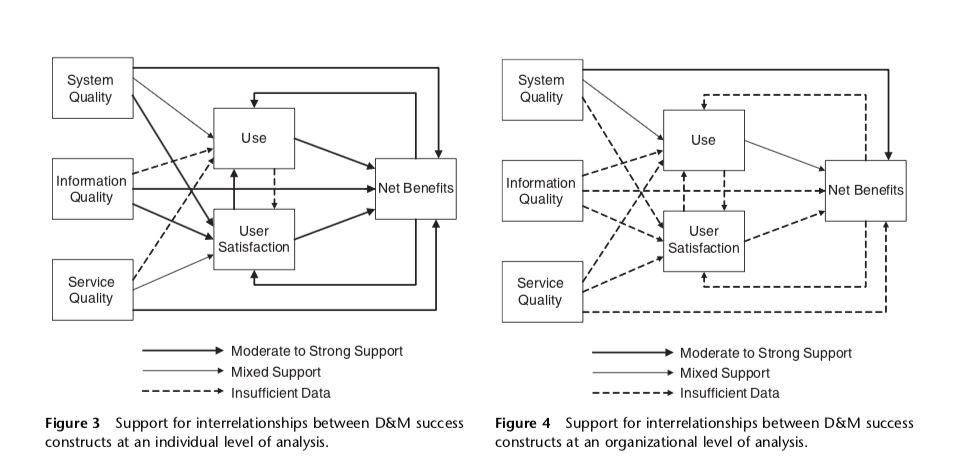 System
Quality
Use
Information
Quality
Net Benefits
User
Satisfaction
Service
Quality
Moderate to Strong Support
Mixed Support
Insufficient Data
Figure 3 Support for interrelationships between D&M success
constructs at an individual level of analysis.
System
Quality
Use
Information
Quality
Net Benefits
User
Satisfaction
Service
Quality
Moderate to Strong Support
Mixed Support
Insufficient Data
Figure 4 Support for interrelationships between D&M success
constructs at an organizational level of analysis.